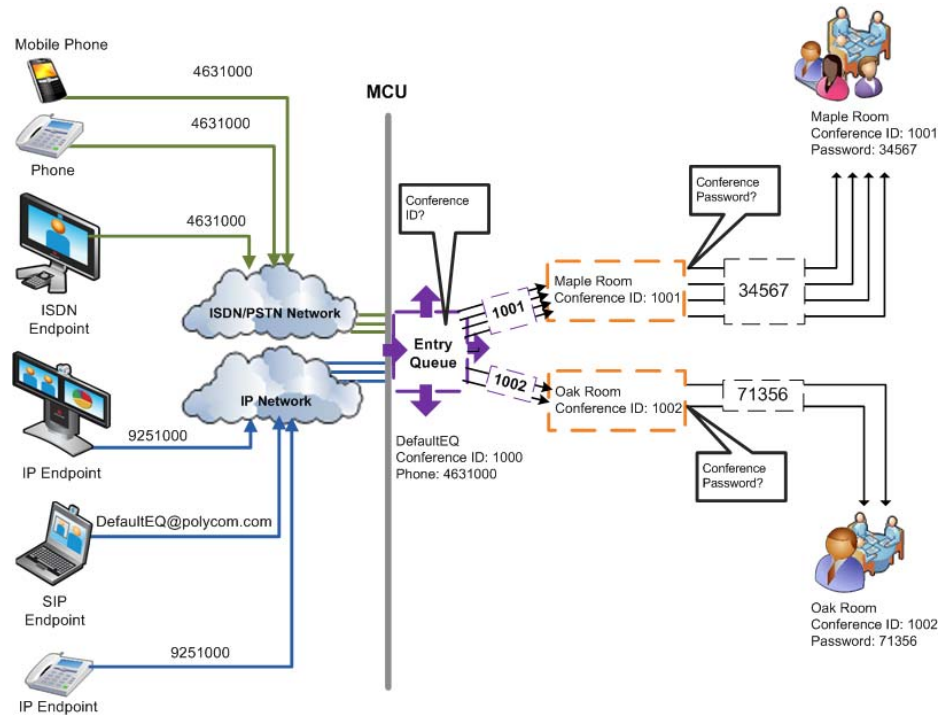 Mobile Phone
4631000
MCU
4631000
Phone
4631000
ISDN
Endpoint
ISDN/PSTN Network
IP Network
IP Endpoint
9251000
DefaultEQ@polycom.com
SIP
Endpoint
9251000
IP Endpoint
Conference
ID?
Entry
Queue
DefaultEQ
Conference ID: 1000
Phone: 4631000
1001
1002
Maple Room
Conference ID: 1001
Oak Room
Conference ID: 1002
Conference
Password?
34567
71356
Conference
Password?
Maple Room
Conference ID: 1001
Password: 34567
Oak Room
Conference ID: 1002
Password: 71356